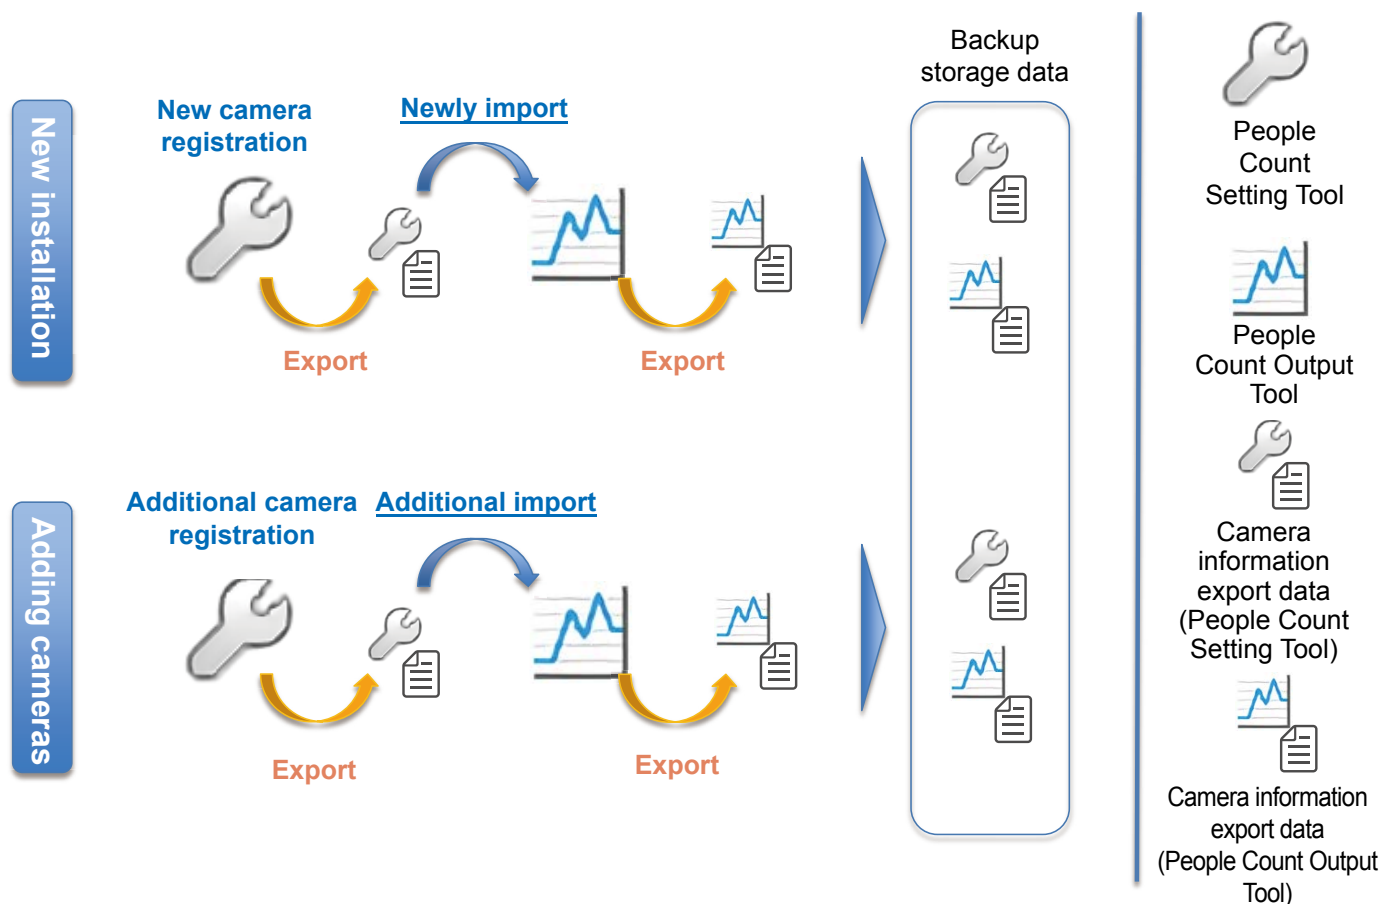 New installation
New camera
registration
Newly import
Export
Export
Backup
storage data
Adding cameras
Additional camera
registration
Additional import
Export
Export
People
Count
Setting Tool
People
Count Output
Tool
Camera
information
export data
(People Count
Setting Tool)
Camera information
export data
(People Count Output
Tool)